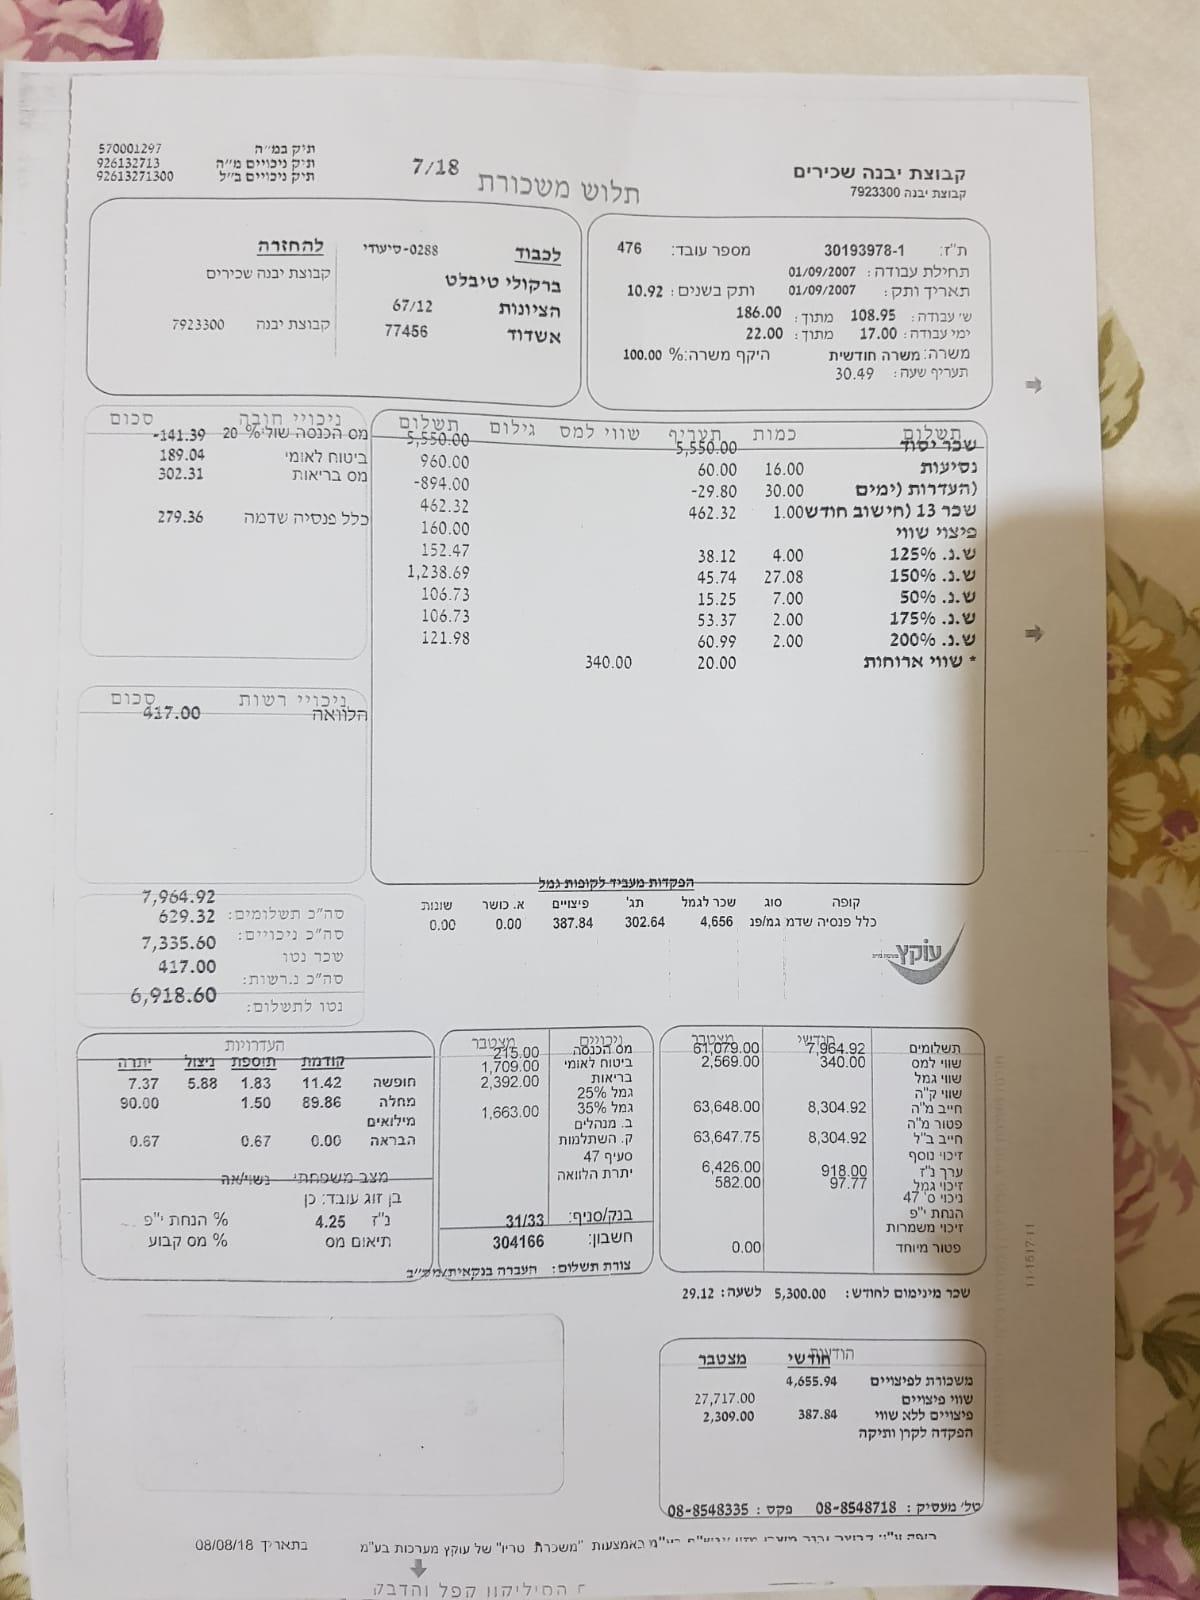 קבוצת יבנה שכירים
קבוצת יבנה 7923300
7/18
תלוש משכורת
תיק במ"ה 570001297
תיק ניכויים מ"ה 926132713
תיק ניכויים ב"ל 92613271300
ת"ז: 30193978-1 מספר עובד: 476
תחילת עבודה: 01/09/2007
תאריך ותק: 01/09/2007 ותק בשנים: 10.92
ש' עבודה: 108.95 מתוך: 186.00
ימי עבודה: 17.00 מתוך: 22.00
משרה: משרה חודשית היקף משרה:% 100.00
תעריף שעה: 30.49
לכבוד 0288-סיעודי
ברקולי טיבלט
הציונות 67/12
אשדוד 77456
להחזרה
קבוצת יבנה שכירים
קבוצת יבנה 7923300
תשלום כמות תעריף שווי למס גילום תשלום
שכר יסוד 5,550.00 5,550.00
נסיעות 16.00 60.00 960.00
(העדרות (ימים 30.00 -29.80 -894.00
שכר 13 (חישוב חודש 1.00 462.32 462.32
פיצוי שווי 160.00
ש.נ. 125% 4.00 38.12 152.47
ש.נ. 150% 27.08 45.74 1,238.69
ש.נ. 50% 7.00 15.25 106.73
ש.נ. 175% 2.00 53.37 106.73
ש.נ. 200% 2.00 60.99 121.98
* שווי ארוחות 20.00 340.00
ניכויי חובה סכום
מס הכנסה שולי% 20 -141.39
ביטוח לאומי 189.04
מס בריאות 302.31
כלל פנסיה שדמה 279.36
ניכויי רשות סכום
הלוואה 417.00
הפקדות מעביד לקופות גמל
קופה סוג שכר לגמל תג' פיצויים א. כושר שונות
כלל פנסיה שדמ גמ/פנ 4,656 302.64 387.84 0.00 0.00
עוקץ
סה"כ תשלומים: 7,964.92
סה"כ ניכויים: 629.32
שכר נטו 7,335.60
סה"כ נ.רשות: 417.00
נטו לתשלום: 6,918.60
חודשי מצטבר
תשלומים 7,964.92 61,079.00
שווי למס 340.00 2,569.00
שווי גמל
שווי ק"ה
חייב מ"ה 8,304.92 63,648.00
פטור מ"ה
חייב ב"ל 8,304.92 63,647.75
זיכוי נוסף
ערך נ"ז 918.00 6,426.00
זיכוי גמל 97.77 582.00
ניכוי ס' 47
הנחת י"פ
זיכוי משמרות
פטור מיוחד 0.00
ניכויים מצטבר
מס הכנסה 215.00
ביטוח לאומי 1,709.00
בריאות 2,392.00
גמל 25%
גמל 35% 1,663.00
ב. מנהלים
ק. השתלמות
סעיף 47
יתרת הלוואה
בנק/סניף: 31/33
חשבון: 304166
צורת תשלום: העברה בנקאית/מס"ב
העדרויות
קודמת תוספת ניצול יתרה
חופשה 11.42 1.83 5.88 7.37
מחלה 89.86 1.50 90.00
מילואים
הבראה 0.00 0.67 0.67
מצב משפחתי נשוי/אה
בן זוג עובד: כן
נ"ז 4.25 % הנחת י"פ
תיאום מס % מס קבוע
שכר מינימום לחודש: 5,300.00 לשעה: 29.12
הודעות
חודשי מצטבר
משכורת לפיצויים 4,655.94
שווי פיצויים 27,717.00
פיצויים ללא שווי 387.84 2,309.00
הפקדה לקרן ותיקה
טל' מעסיק: 08-8548718 פקס: 08-8548335
באמצעות "משכרת טריו" של עוקץ מערכות בע"מ בתאריך 08/08/18
הסיליקון קפל והדבק